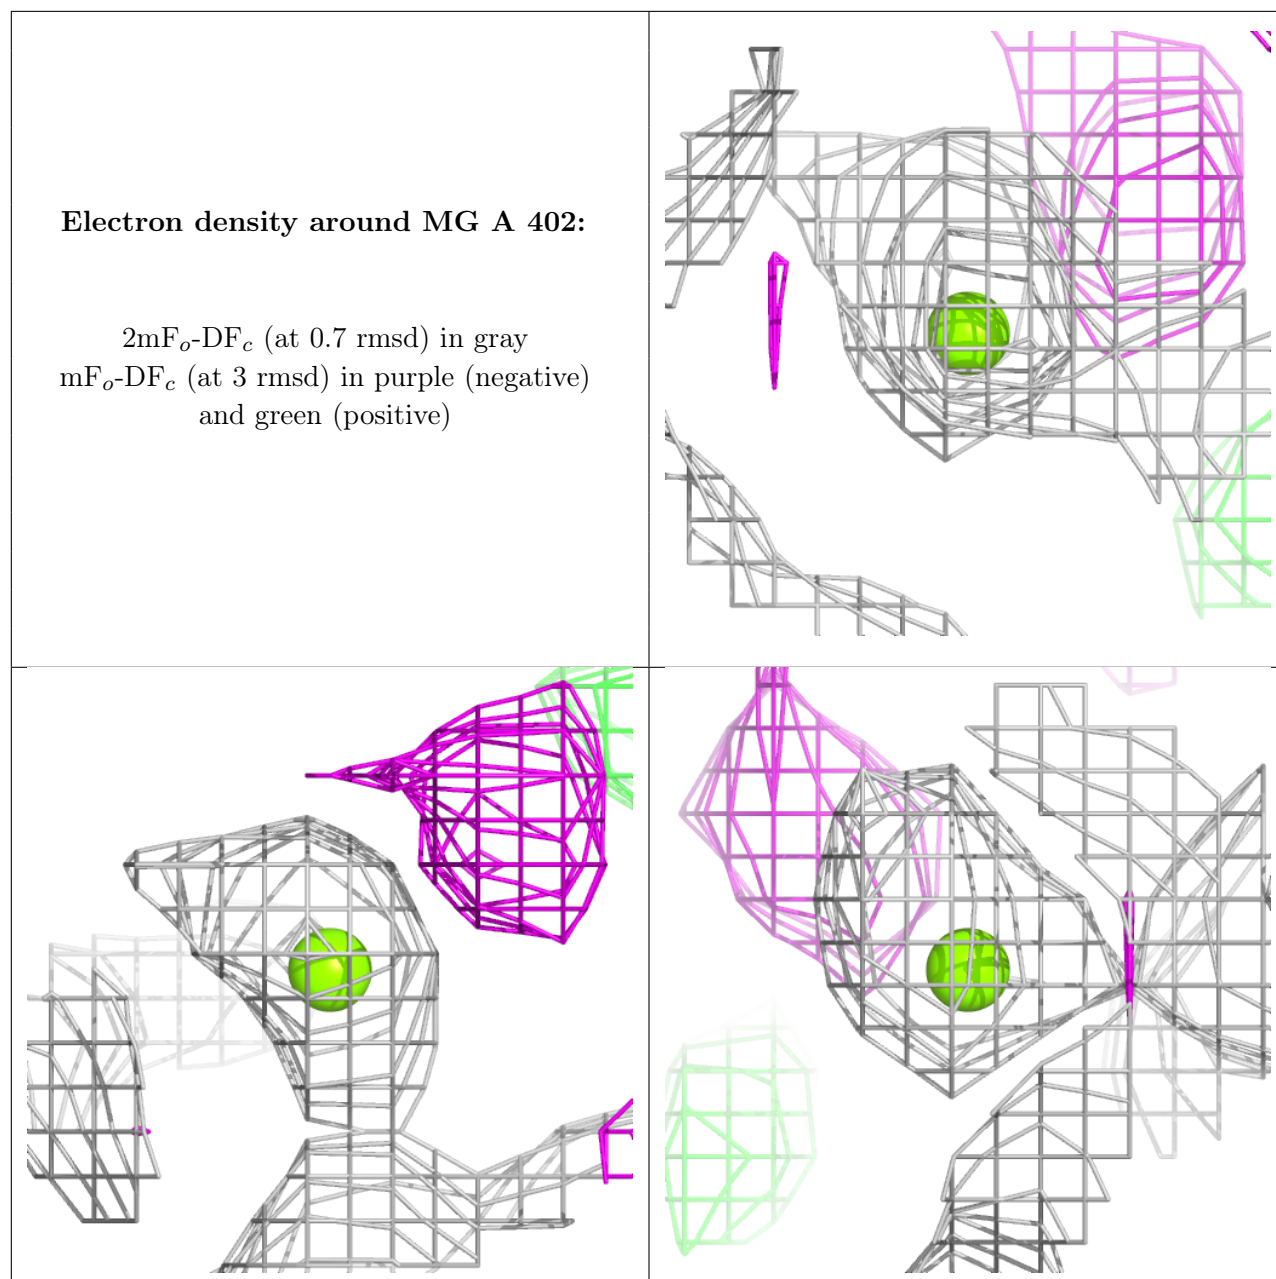 Electron density around MG A 402:
2mFo-DFc (at 0.7 rmsd) in gray
mFo-DFc (at 3 rmsd) in purple (negative)
and green (positive)